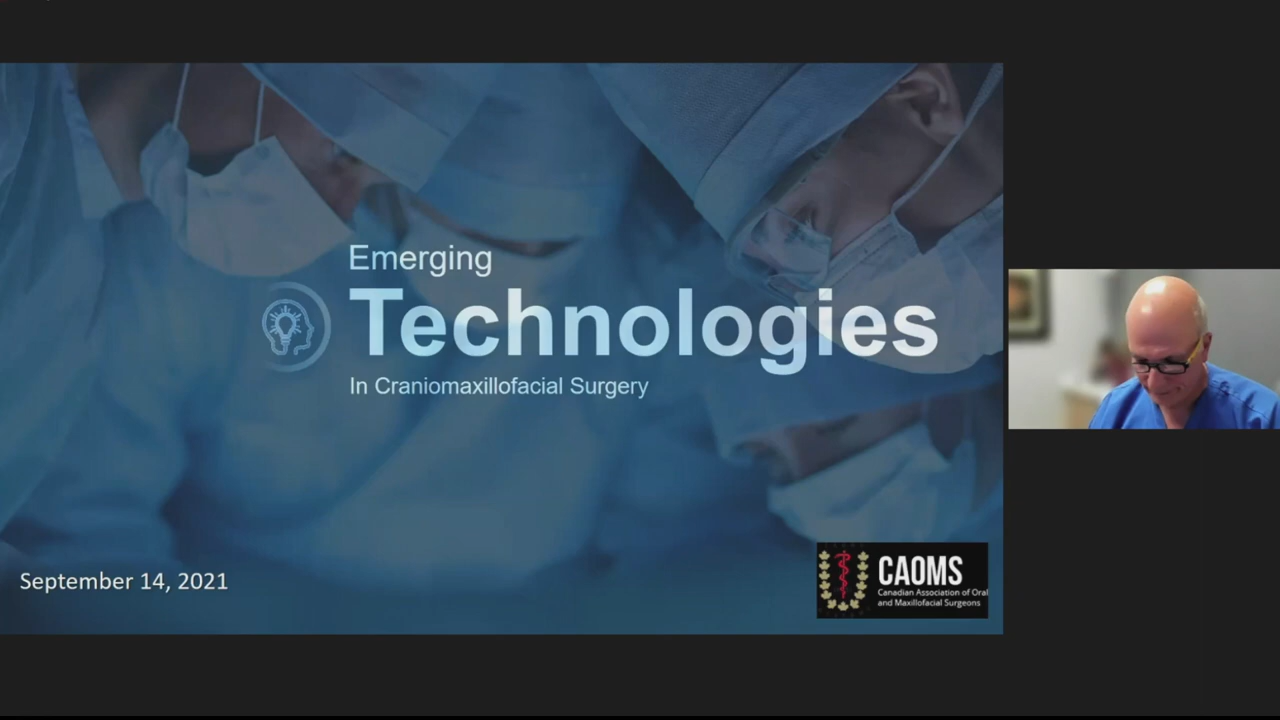 Emerging
Technologies
In Craniomaxillofacial Surgery
September 14, 2021
CAOMS
Canadian Association of Oral
and Maxillofacial Surgeons